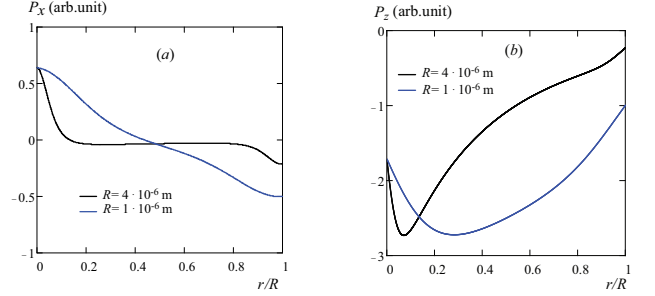 Pₓ (arb.unit)
1
0.5
0
-0.5
-1
(a)
R= 4 · 10⁻⁶ m
R= 1 · 10⁻⁶ m
0 0.2 0.4 0.6 0.8 1
r/R
P_z (arb.unit)
0
-1
-2
-3
(b)
R= 4 · 10⁻⁶ m
R= 1 · 10⁻⁶ m
0 0.2 0.4 0.6 0.8 1
r/R